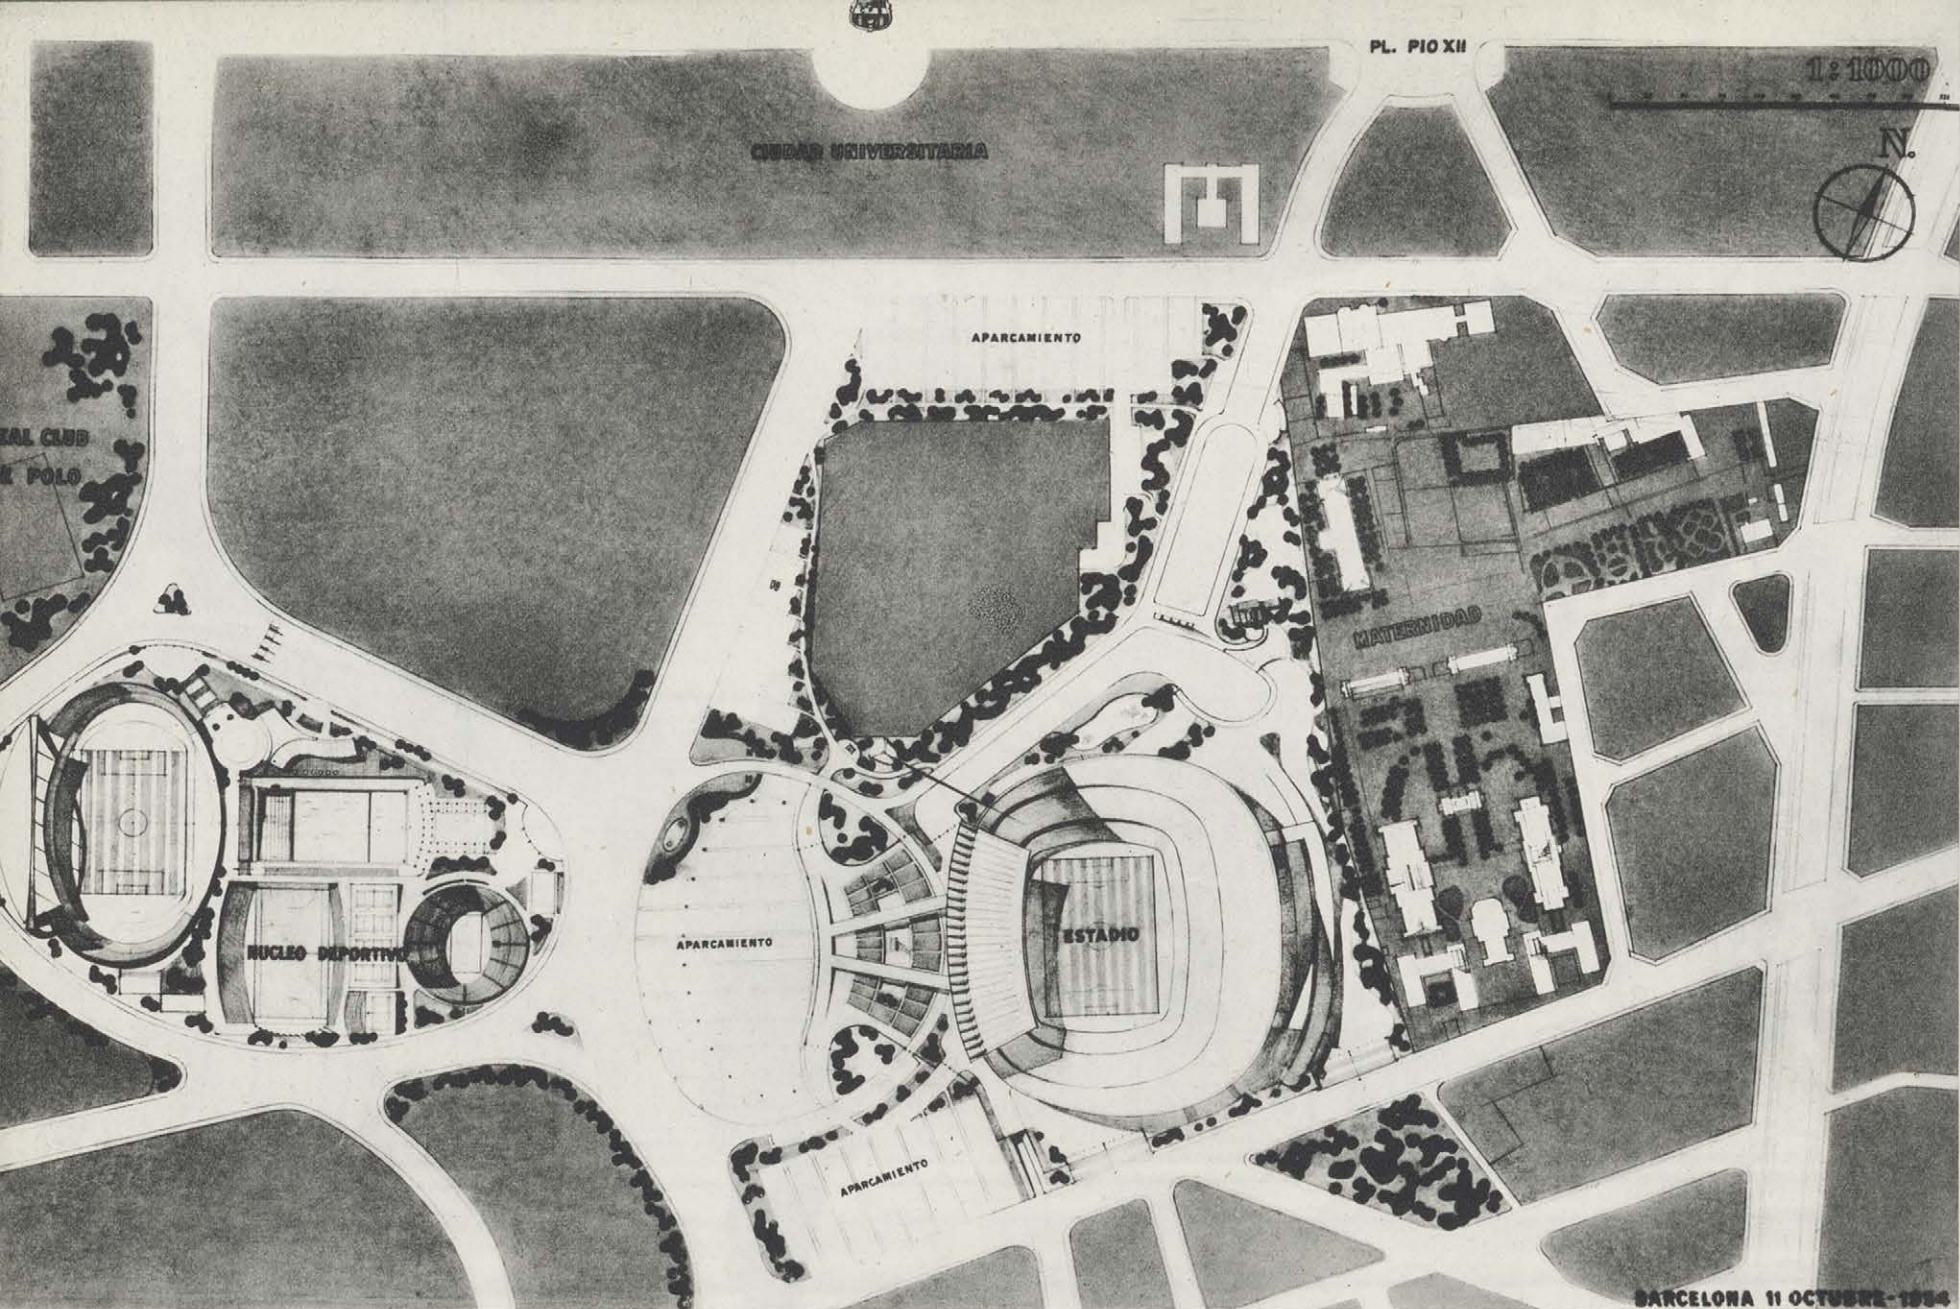 PL. PIO XII
1:1000
CIUDAD UNIVERSITARIA
N.
APARCAMIENTO
CLUB
POLO
MATERNIDAD
ESTADIO
APARCAMIENTO
NUCLEO DEPORTIVO
APARCAMIENTO
BARCELONA 11 OCTUBRE-1954